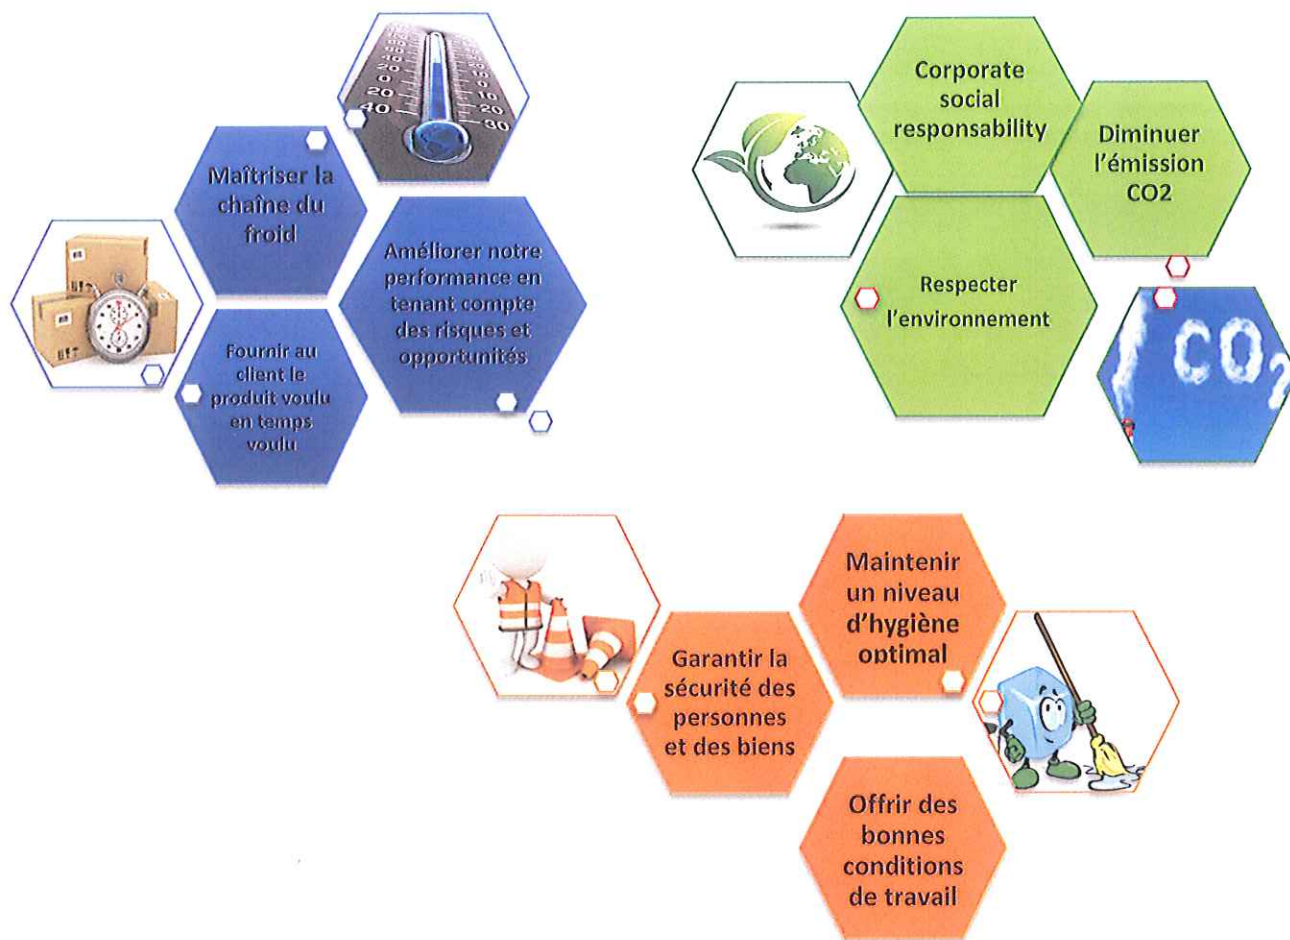 Maîtriser la
chaîne du
froid
Améliorer notre
performance en
tenant compte
des risques et
opportunités
Fournir au
client le
produit voulu
en temps
voulu
Corporate
social
responsability
Diminuer
l'émission
CO2
Respecter
l'environnement
CO2
Maintenir
un niveau
d'hygiène
optimal
Garantir la
sécurité des
personnes
et des biens
Offrir des
bonnes
conditions
de travail